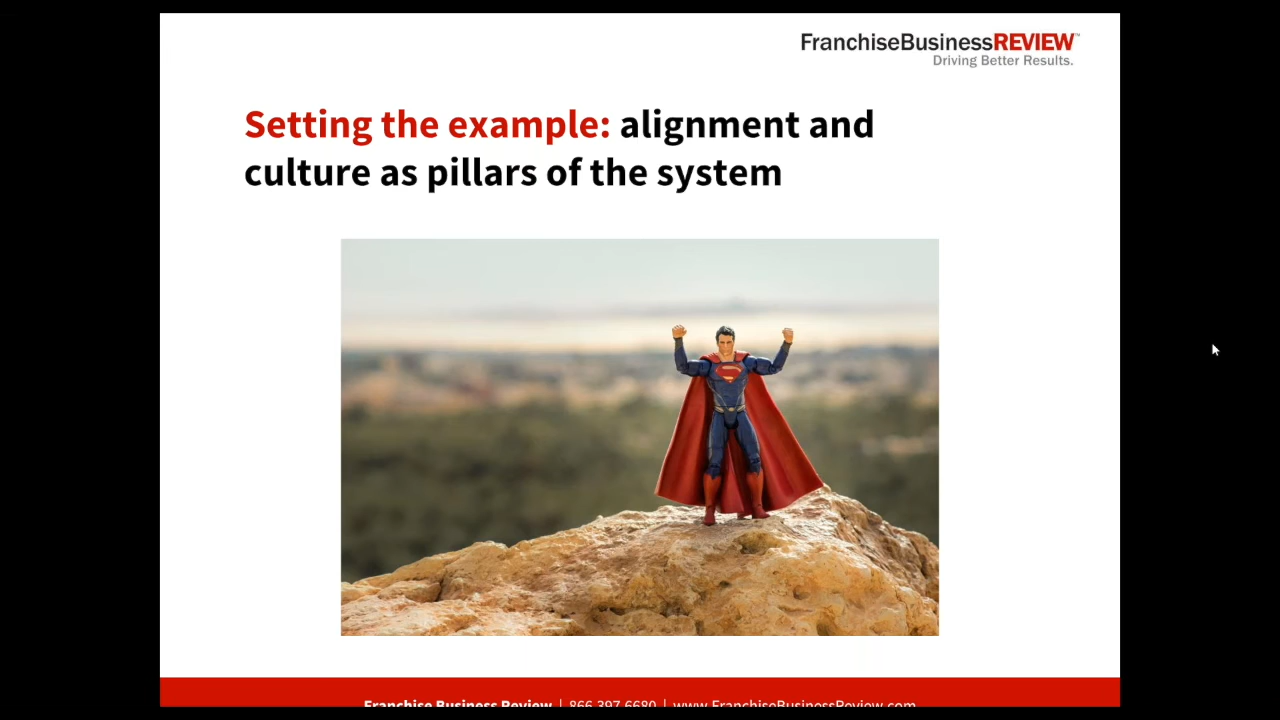 FranchiseBusinessREVIEW™
Driving Better Results.
Setting the example: alignment and
culture as pillars of the system
Franchise Business Review | 866.397.6680 | www.FranchiseBusinessReview.com